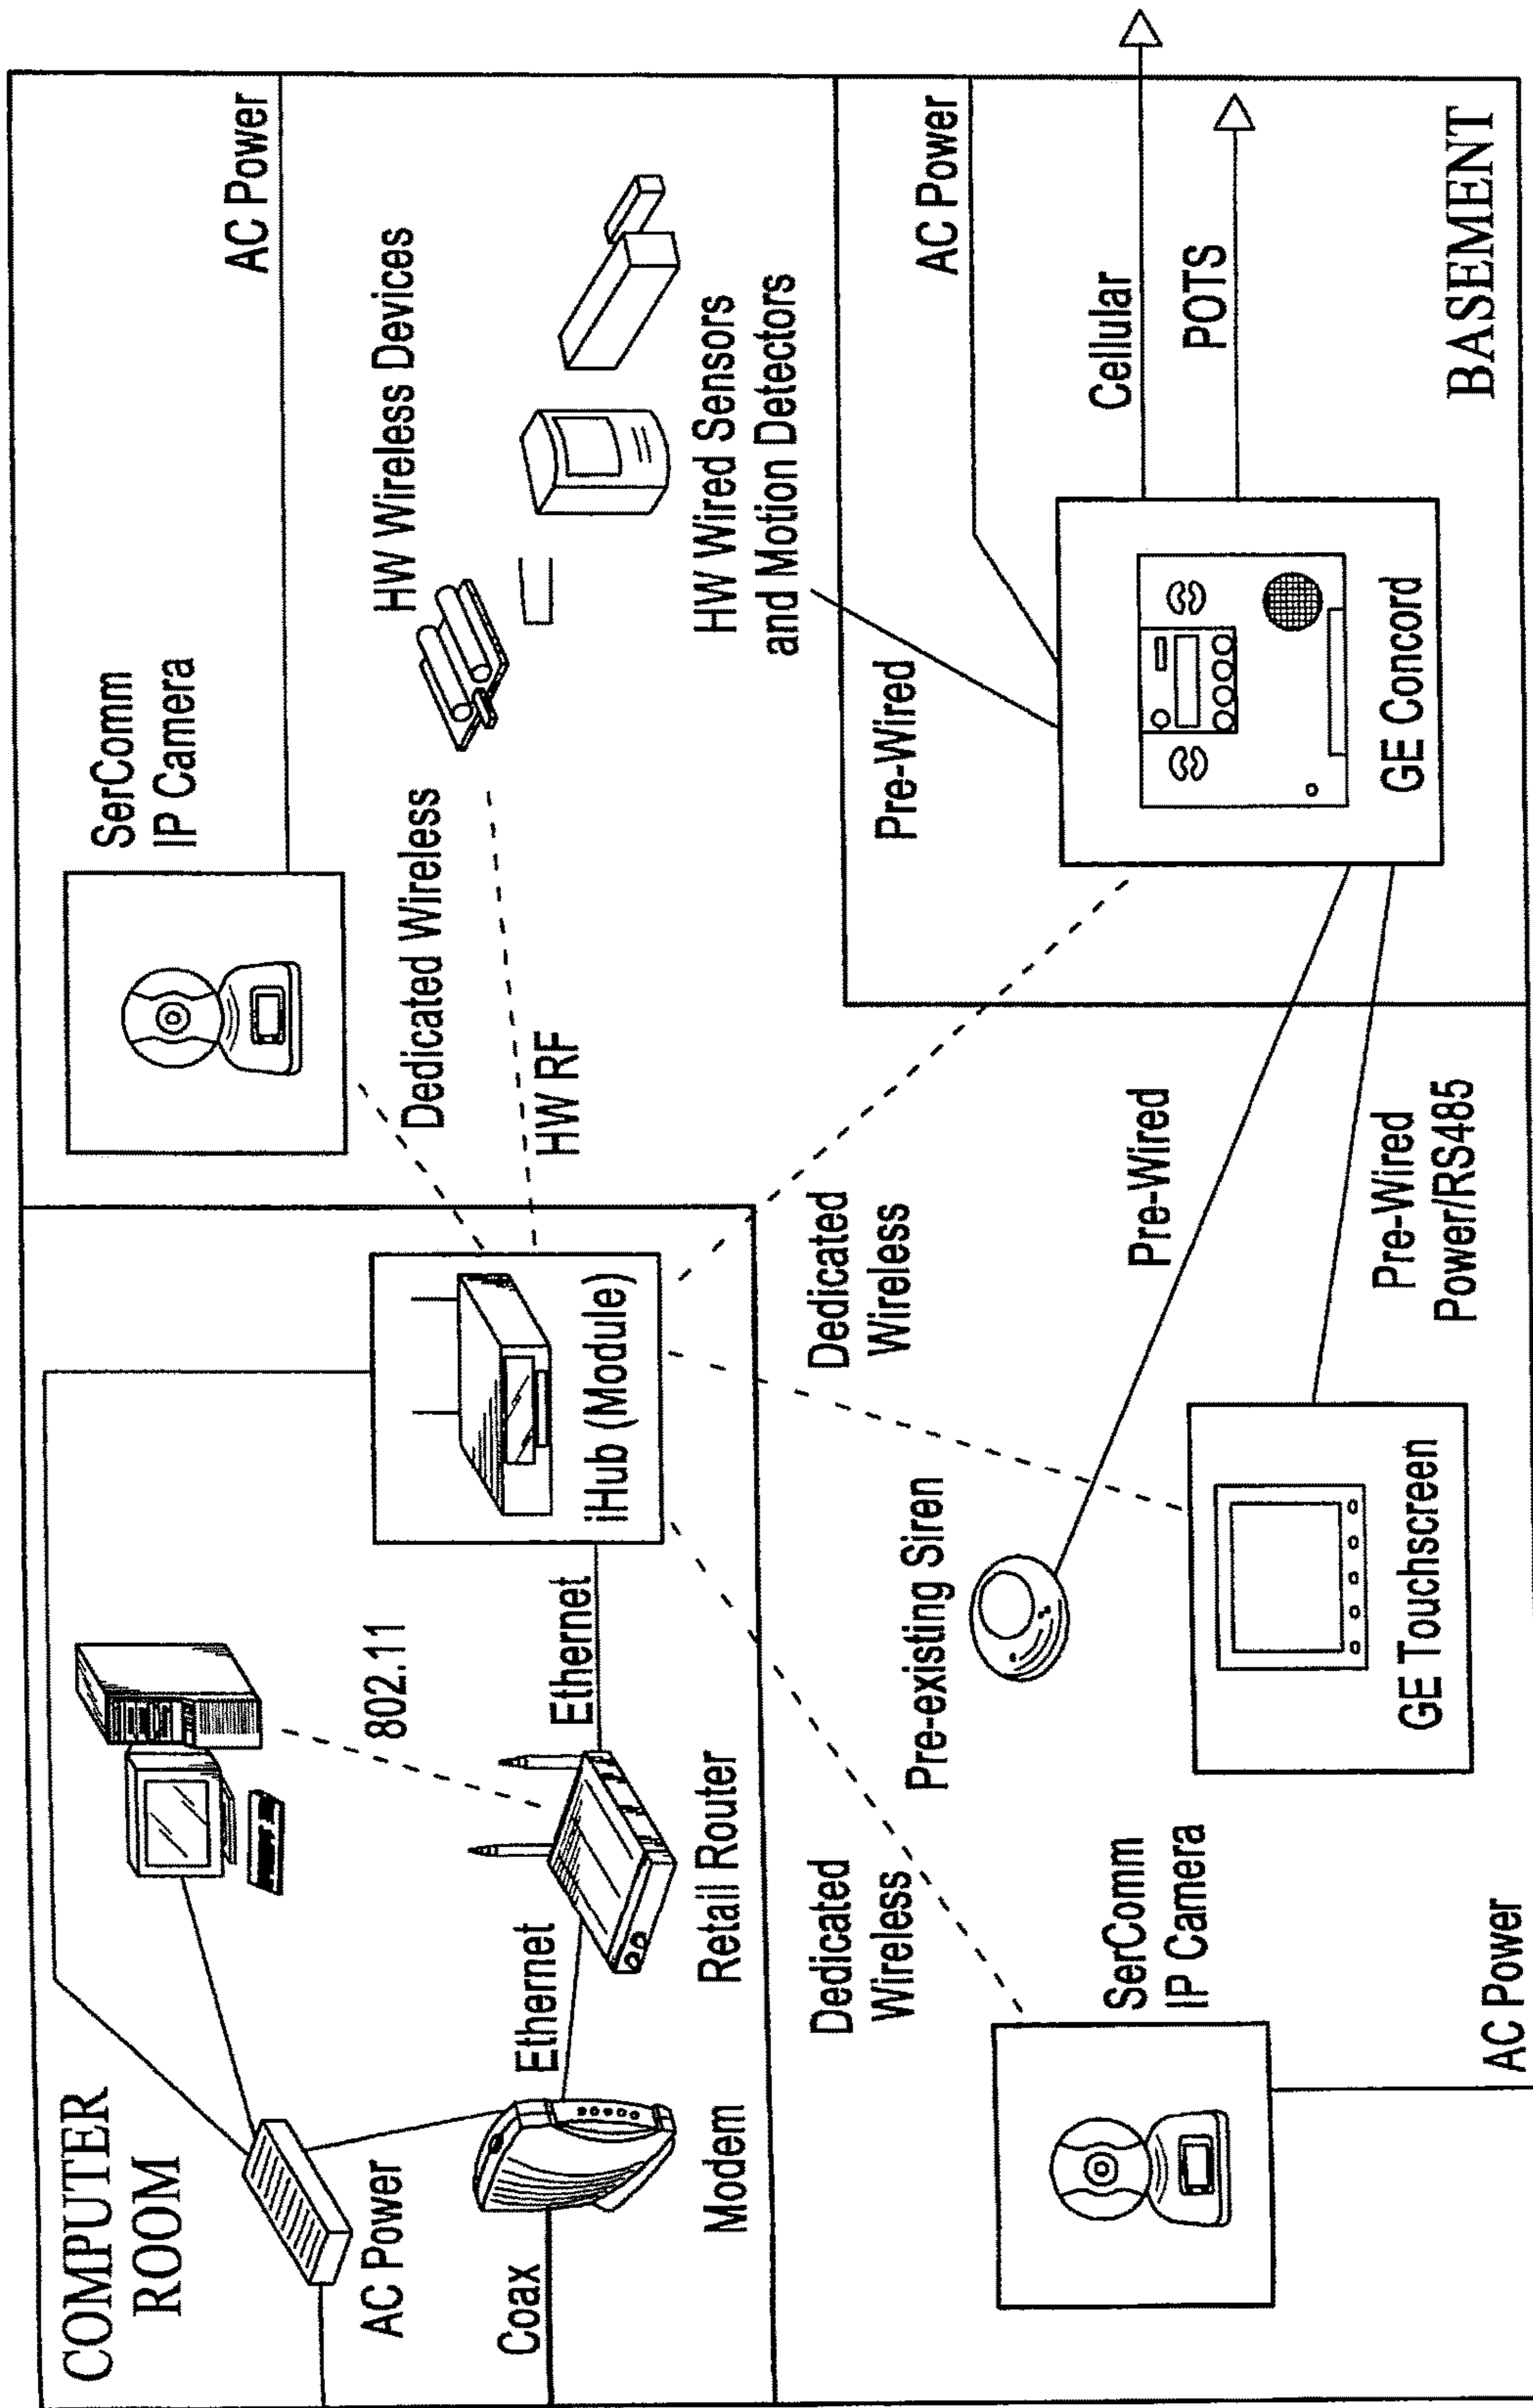 COMPUTER
ROOM
AC Power
Coax
Modem
Ethernet
Retail Router
802.11
Ethernet
iHub (Module)
SerComm
IP Camera
AC Power
Dedicated Wireless
HW RF
HW Wireless Devices
HW Wired Sensors
and Motion Detectors
Dedicated
Wireless
SerComm
IP Camera
AC Power
Pre-existing Siren
GE Touchscreen
Dedicated
Wireless
Pre-Wired
Pre-Wired
Power/RS485
Pre-Wired
GE Concord
AC Power
Cellular
POTS
BASEMENT